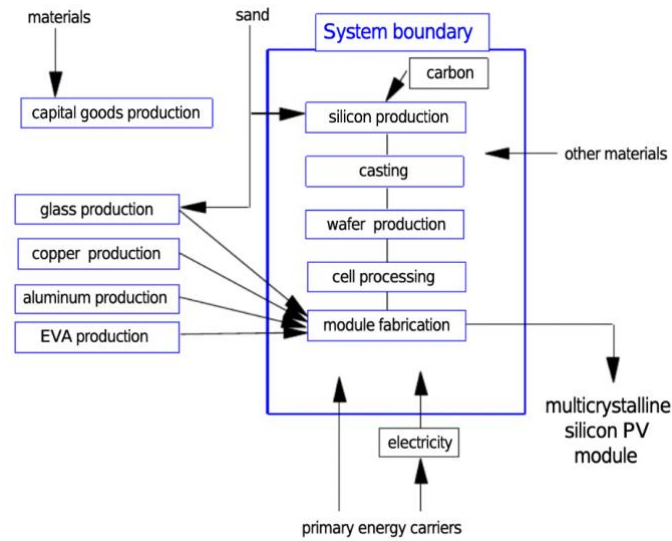 materials
sand
System boundary
carbon
capital goods production
silicon production
other materials
casting
glass production
wafer production
copper production
cell processing
aluminum production
module fabrication
EVA production
multicrystalline
silicon PV
module
electricity
primary energy carriers